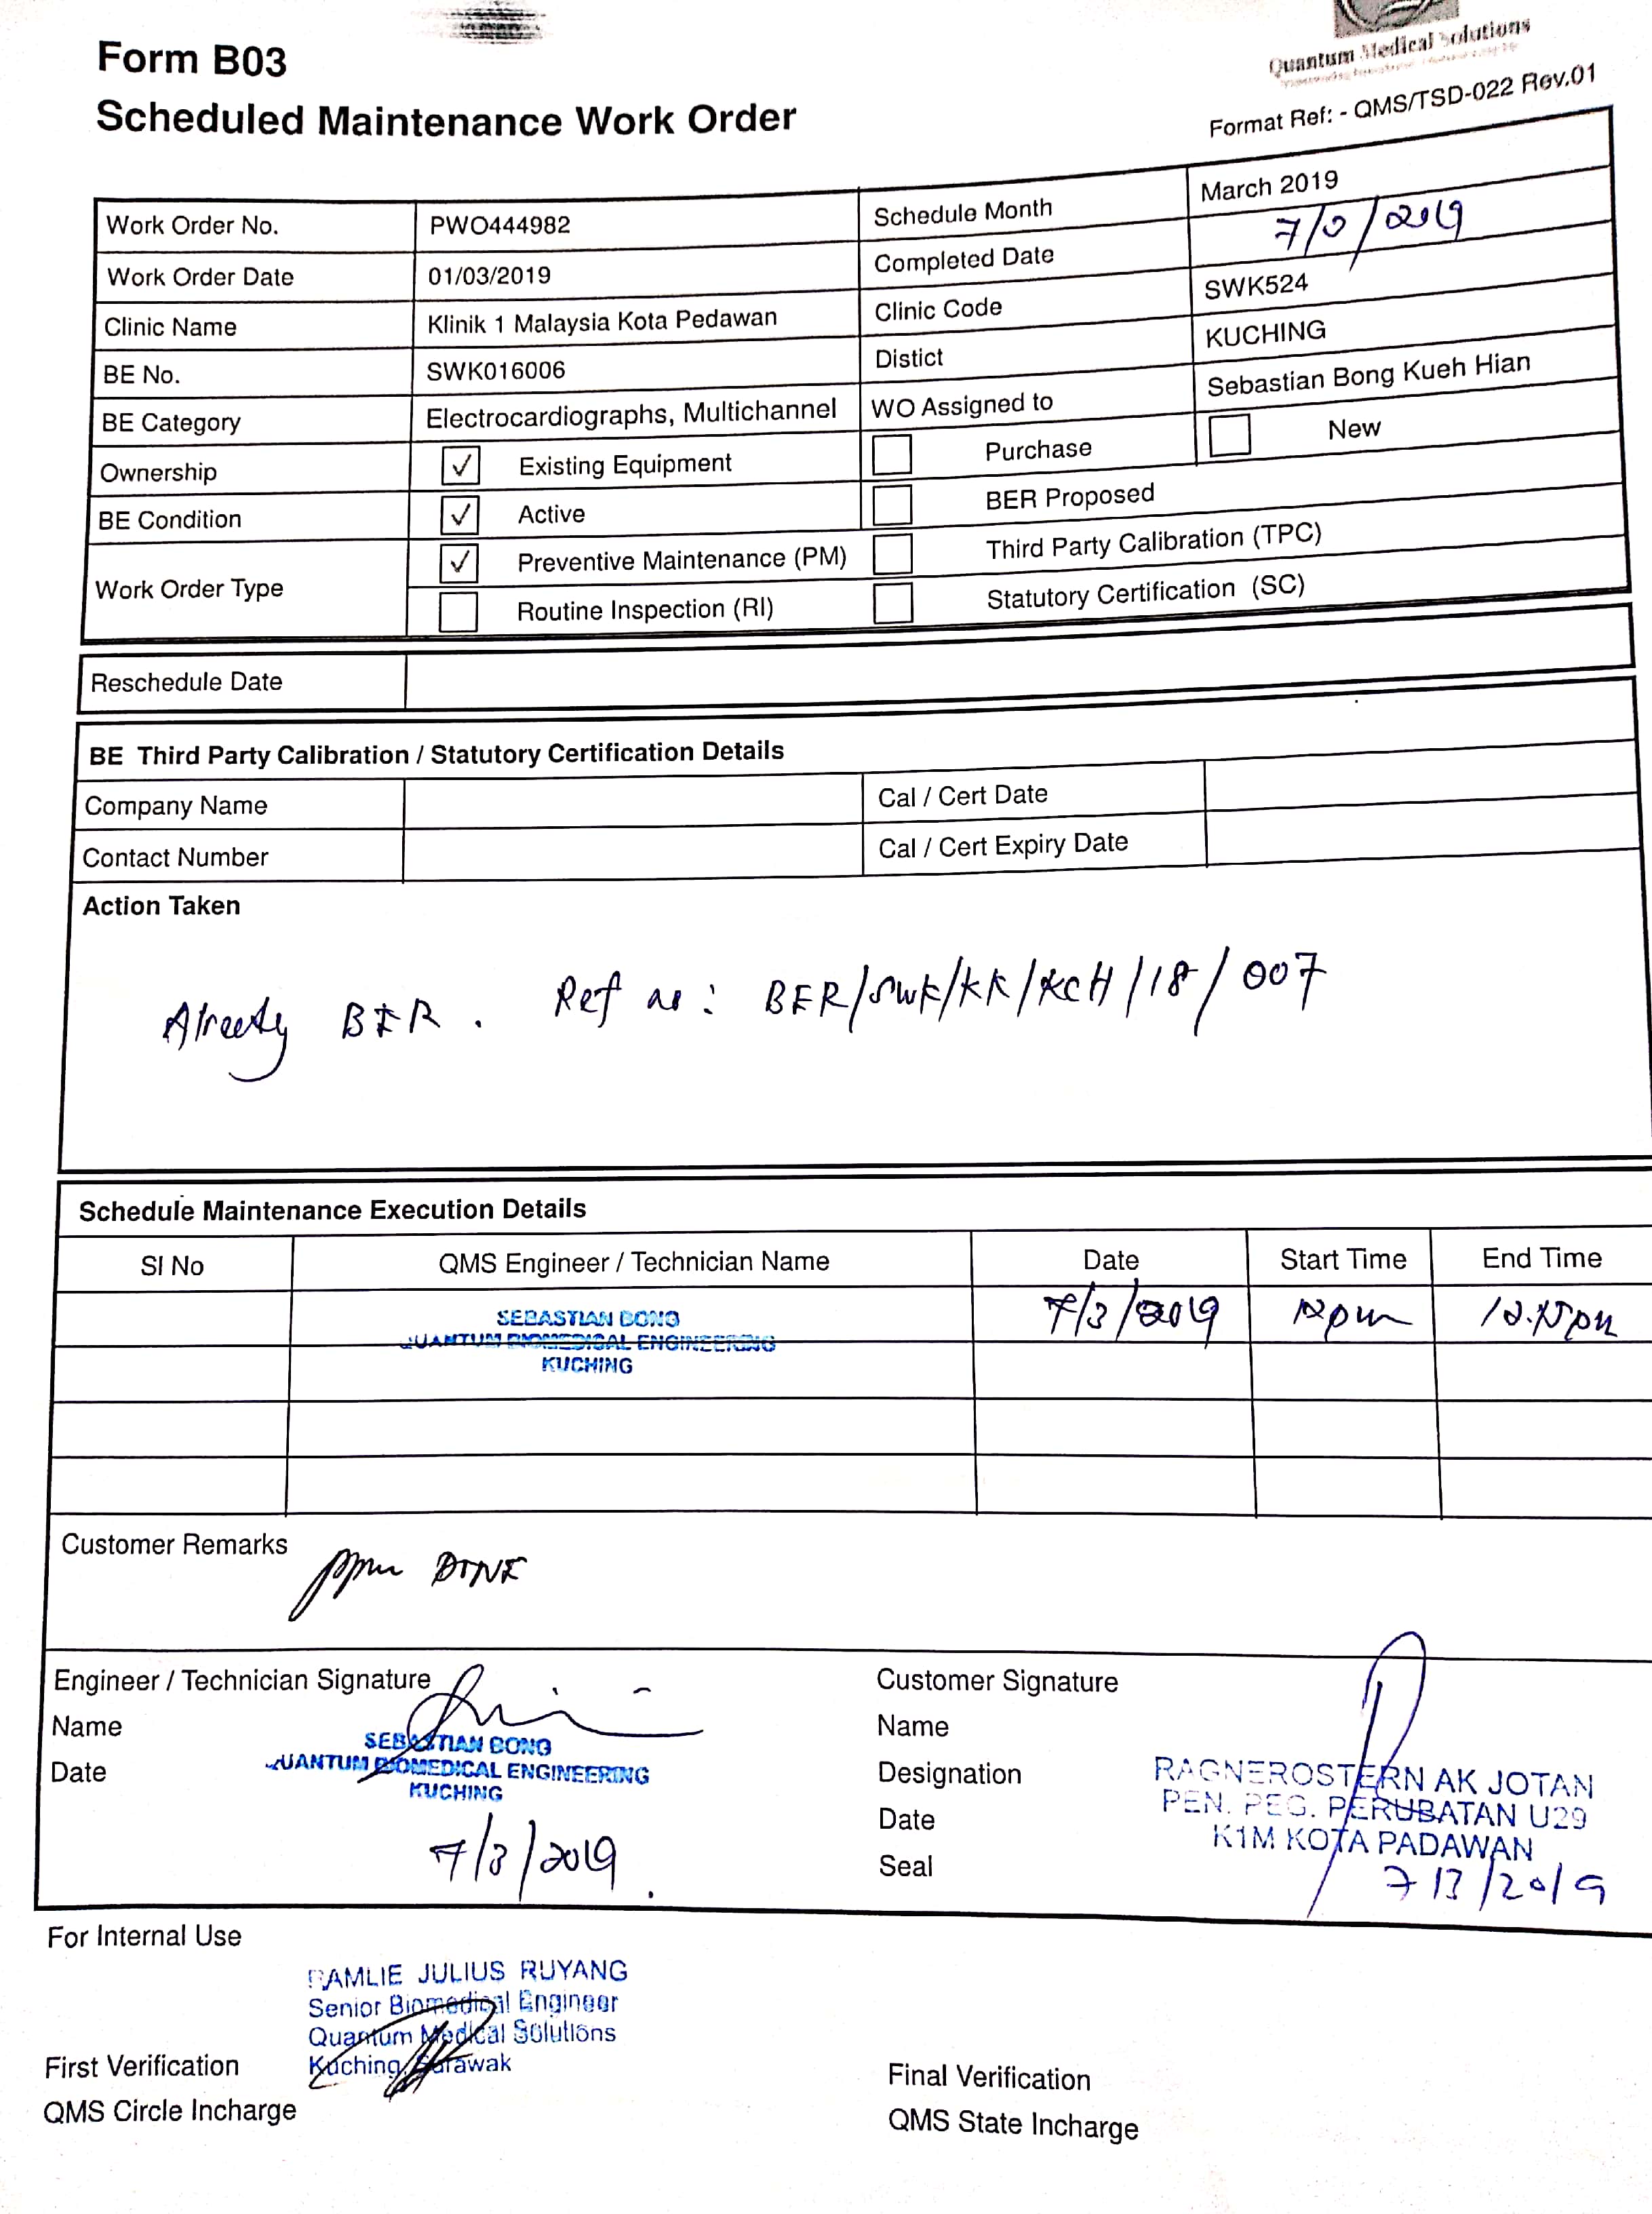 Quantum Medical Solutions
Form B03
Scheduled Maintenance Work Order
Format Ref: - QMS/TSD-022 Rev.01
Work Order No. PWO444982 Schedule Month March 2019
Work Order Date 01/03/2019 Completed Date 7/3/2019
Clinic Name Klinik 1 Malaysia Kota Pedawan Clinic Code SWK524
BE No. SWK016006 Distict KUCHING
BE Category Electrocardiographs, Multichannel WO Assigned to Sebastian Bong Kueh Hian
Ownership ✓ Existing Equipment Purchase New
BE Condition ✓ Active BER Proposed
Work Order Type ✓ Preventive Maintenance (PM) Third Party Calibration (TPC)
Routine Inspection (RI) Statutory Certification (SC)
Reschedule Date
BE Third Party Calibration / Statutory Certification Details
Company Name Cal / Cert Date
Contact Number Cal / Cert Expiry Date
Action Taken
Already BER. Ref no: BER/SWK/KK/KCH/18/007
Schedule Maintenance Execution Details
SI No QMS Engineer / Technician Name Date Start Time End Time
SEBASTIAN BONG 7/3/2019 12pm 12.15pm
QUANTUM BIOMEDICAL ENGINEERING
KUCHING
Customer Remarks
Engineer / Technician Signature Customer Signature
Name SEBASTIAN BONG Name
Date QUANTUM BIOMEDICAL ENGINEERING Designation RAGNEROSTERN AK JOTAN
KUCHING PEN. PEG. PERUBATAN U29
Date K1M KOTA PADAWAN
7/3/2019. Seal 7/3/2019
For Internal Use
RAMLIE JULIUS RUYANG
Senior Biomedical Engineer
Quantum Medical Solutions
First Verification Kuching, Sarawak Final Verification
QMS Circle Incharge QMS State Incharge